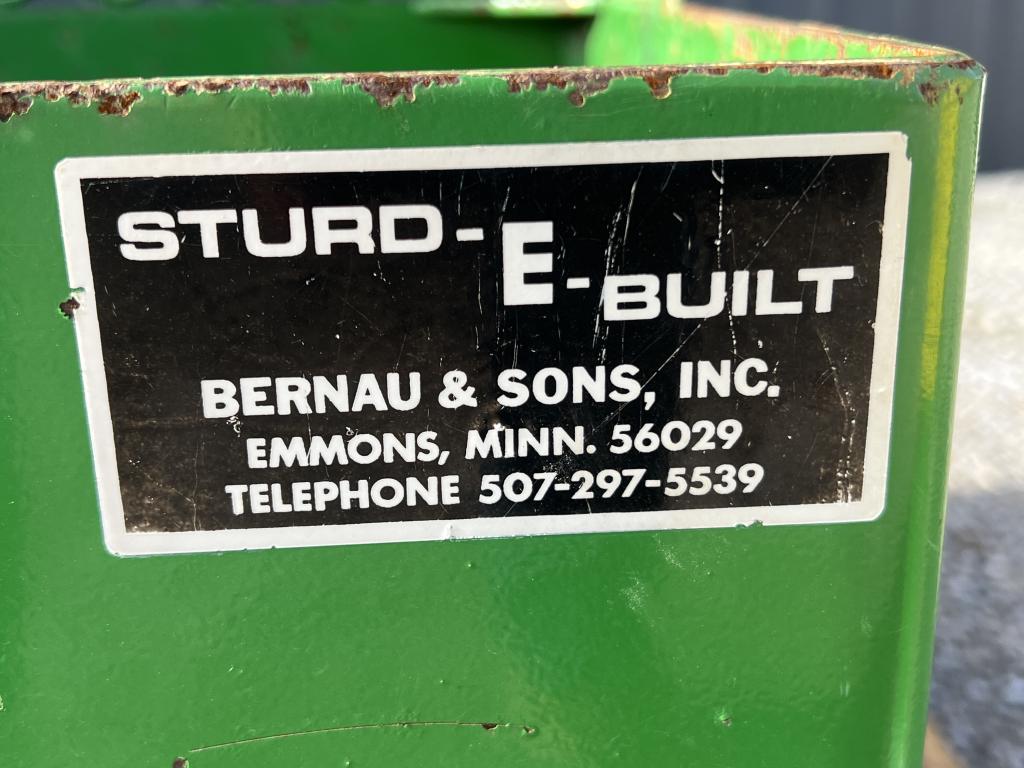 STURD-E-BUILT
BERNAU & SONS, INC.
EMMONS, MINN. 56029
TELEPHONE 507-297-5539